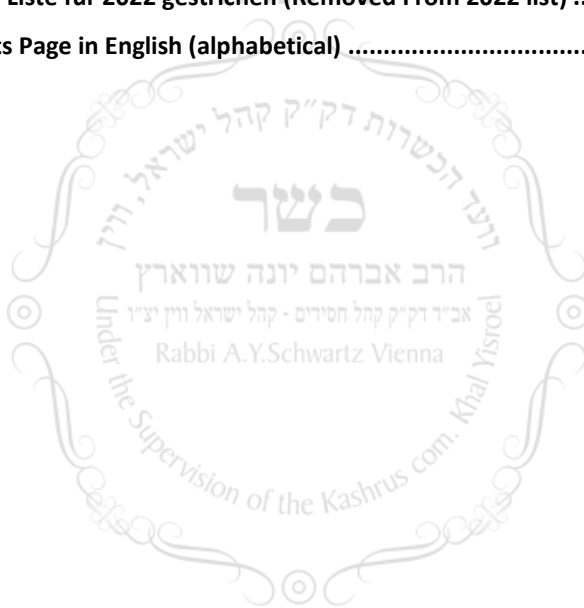 Liste für 2022 gestrichen (Removed From 2022 list) ..
ts Page in English (alphabetical) ..................................
וועד הכשרות דק״ק קהל ישראל, ווין
כשר
הרב אברהם יונה שווארץ
אב״ד דק״ק קהל חסידים - קהל ישראל ווין יצ״ו
Rabbi A.Y.Schwartz Vienna
Under the Supervision of the Kashrus com. Khal Yisroel